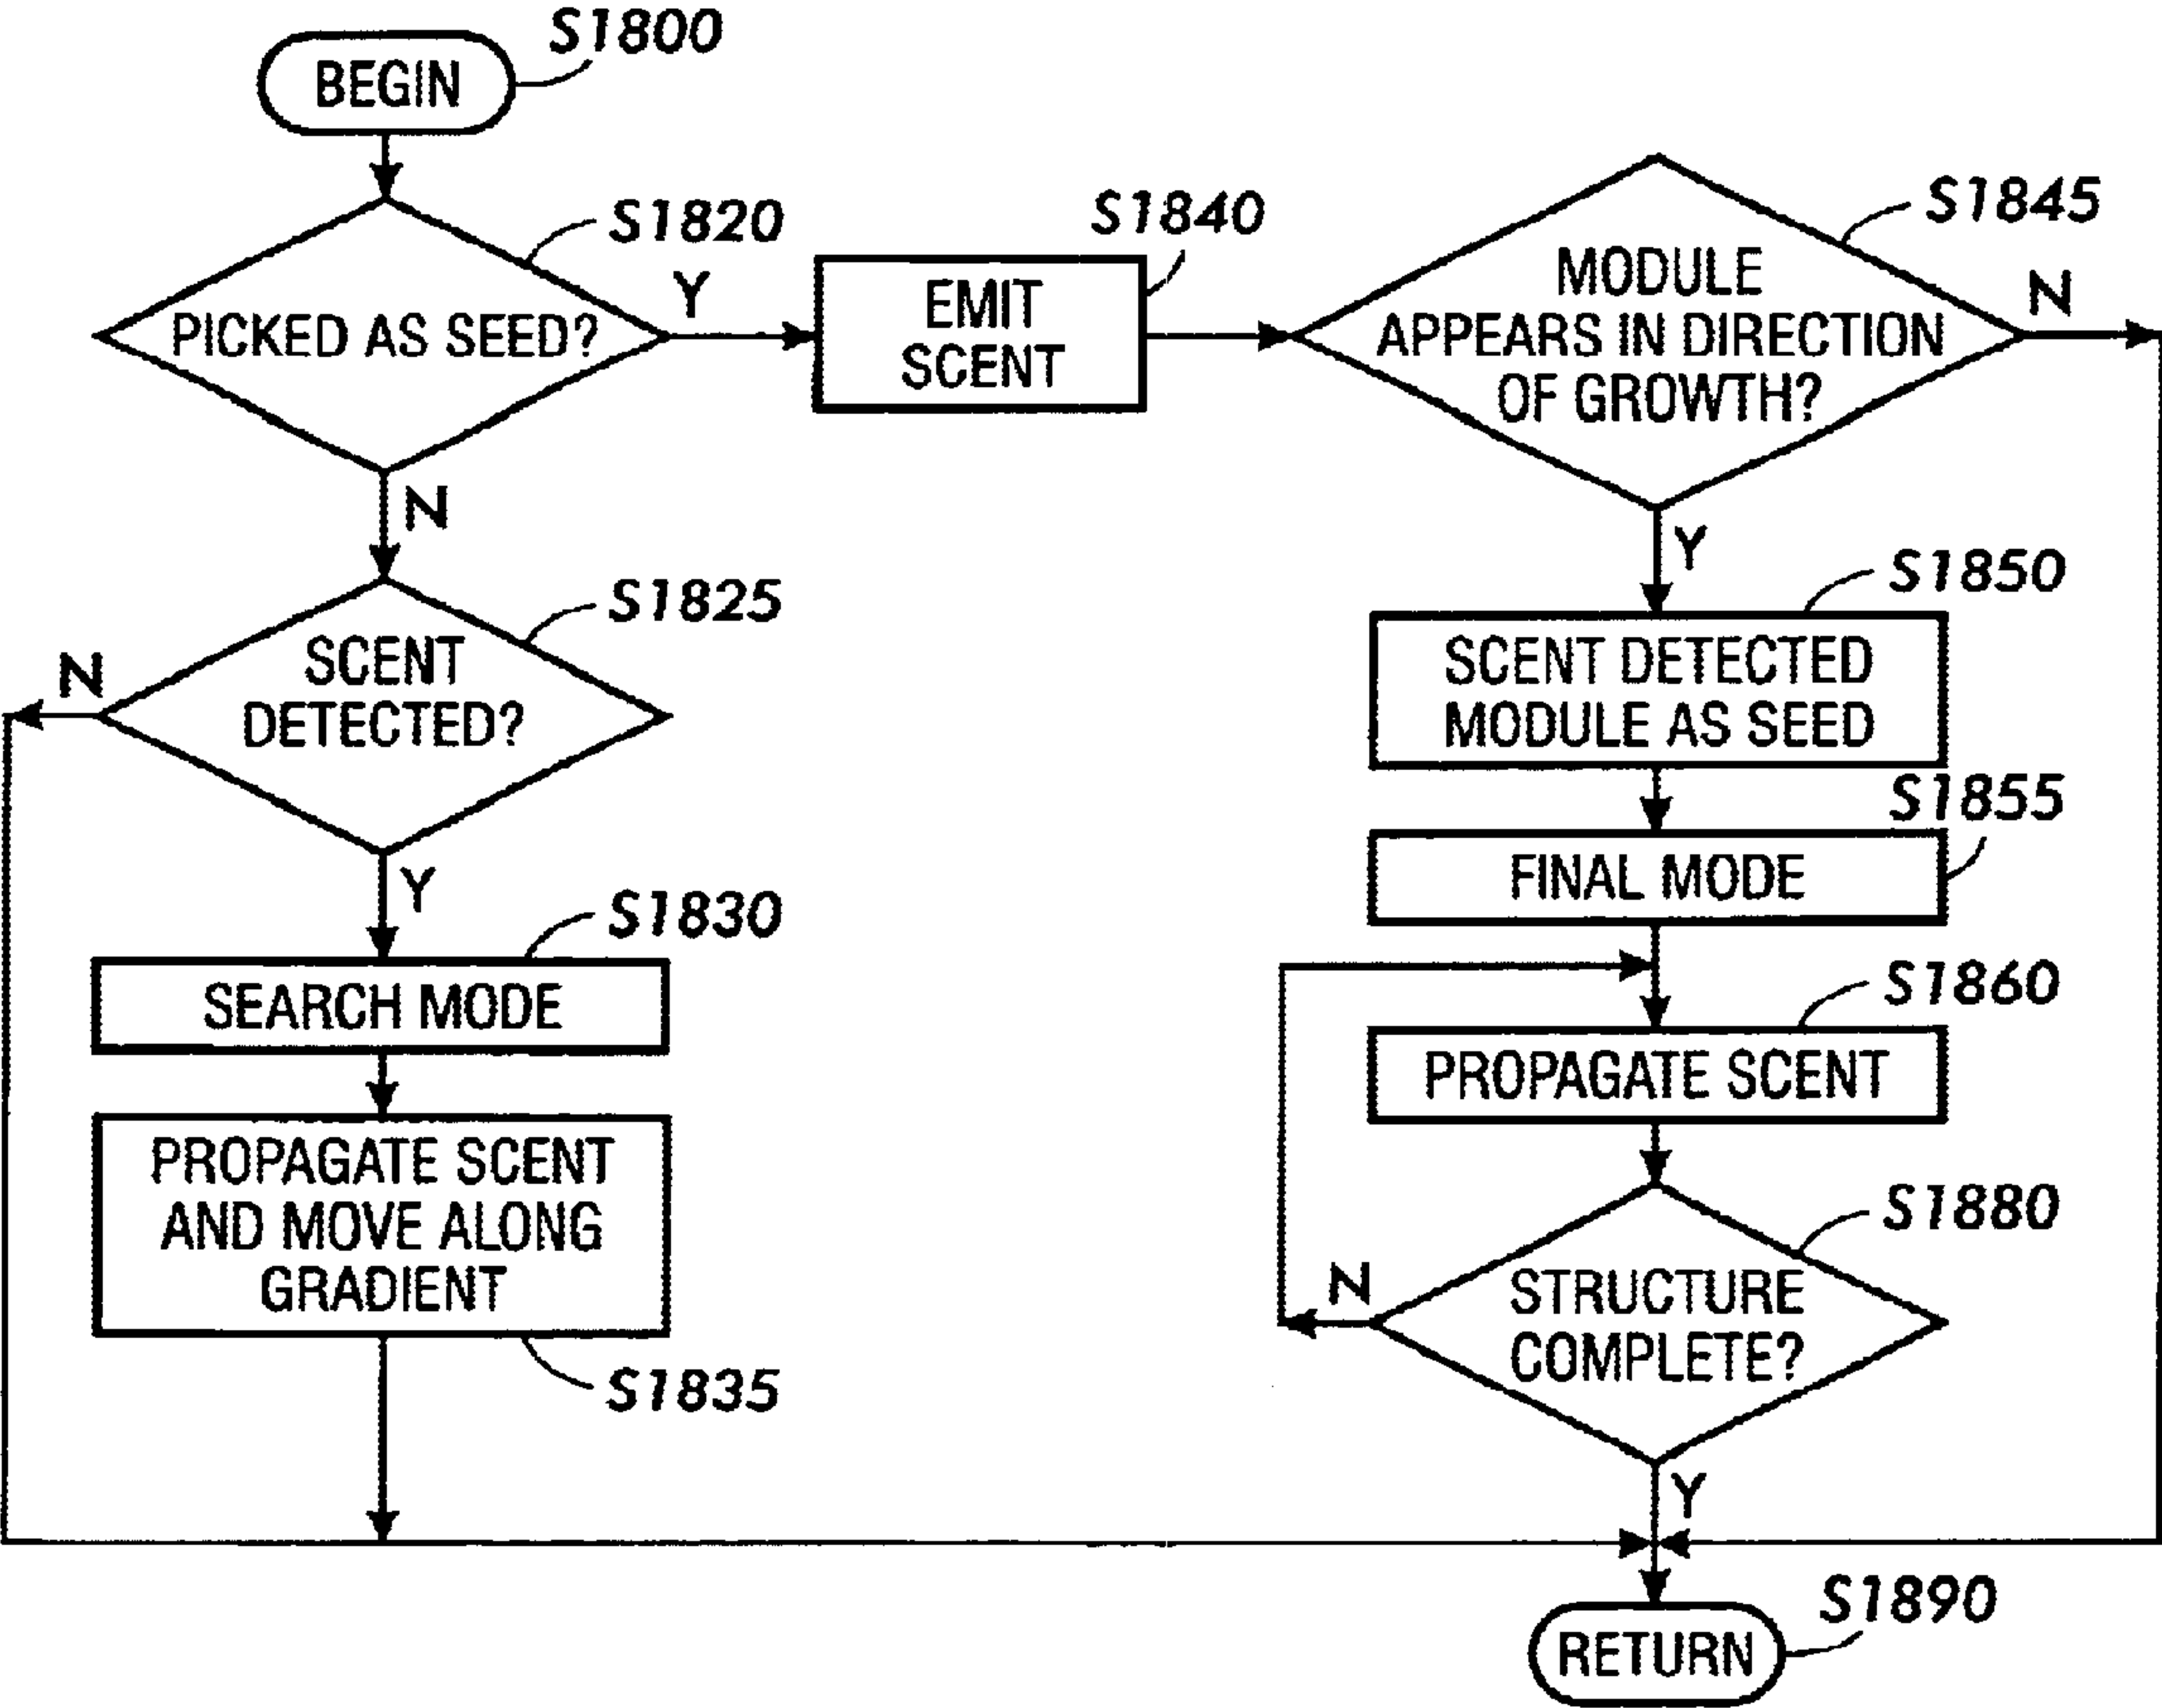 S1800
BEGIN
S1820
PICKED AS SEED?
Y
N
S1840
EMIT
SCENT
S1845
MODULE
APPEARS IN DIRECTION
OF GROWTH?
N
Y
S1825
SCENT
DETECTED?
N
Y
S1830
SEARCH MODE
PROPAGATE SCENT
AND MOVE ALONG
GRADIENT
S1835
S1850
SCENT DETECTED
MODULE AS SEED
S1855
FINAL MODE
S1860
PROPAGATE SCENT
S1880
STRUCTURE
COMPLETE?
N
Y
S1890
RETURN